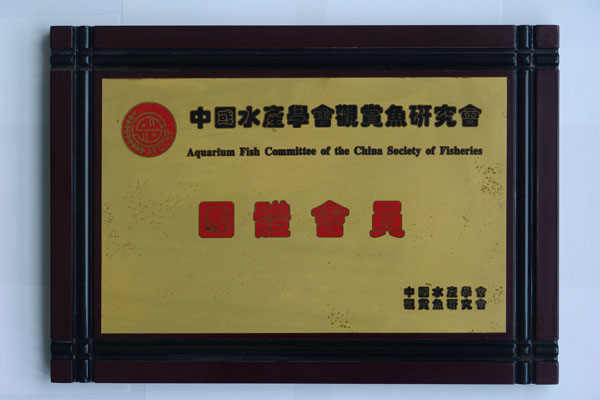 中國水產學會觀賞魚研究會
Aquarium Fish Committee of the China Society of Fisheries
團體會員
中國水產學會
觀賞魚研究會